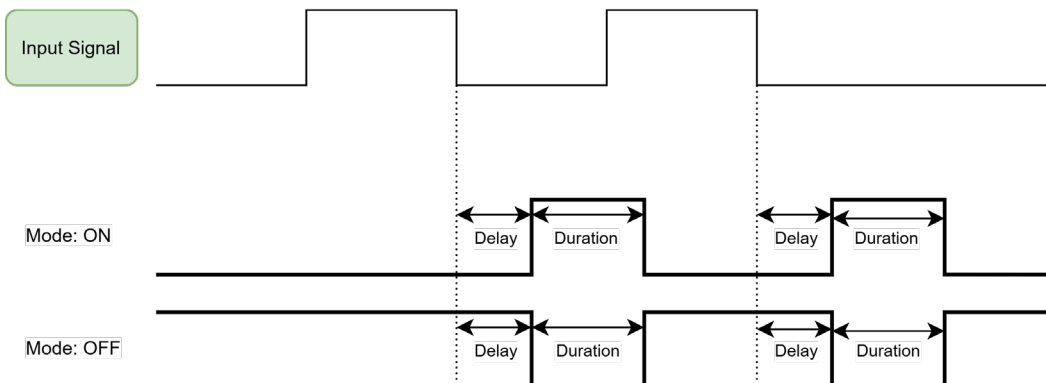 Input Signal
Mode: ON
Delay
Duration
Delay
Duration
Mode: OFF
Delay
Duration
Delay
Duration